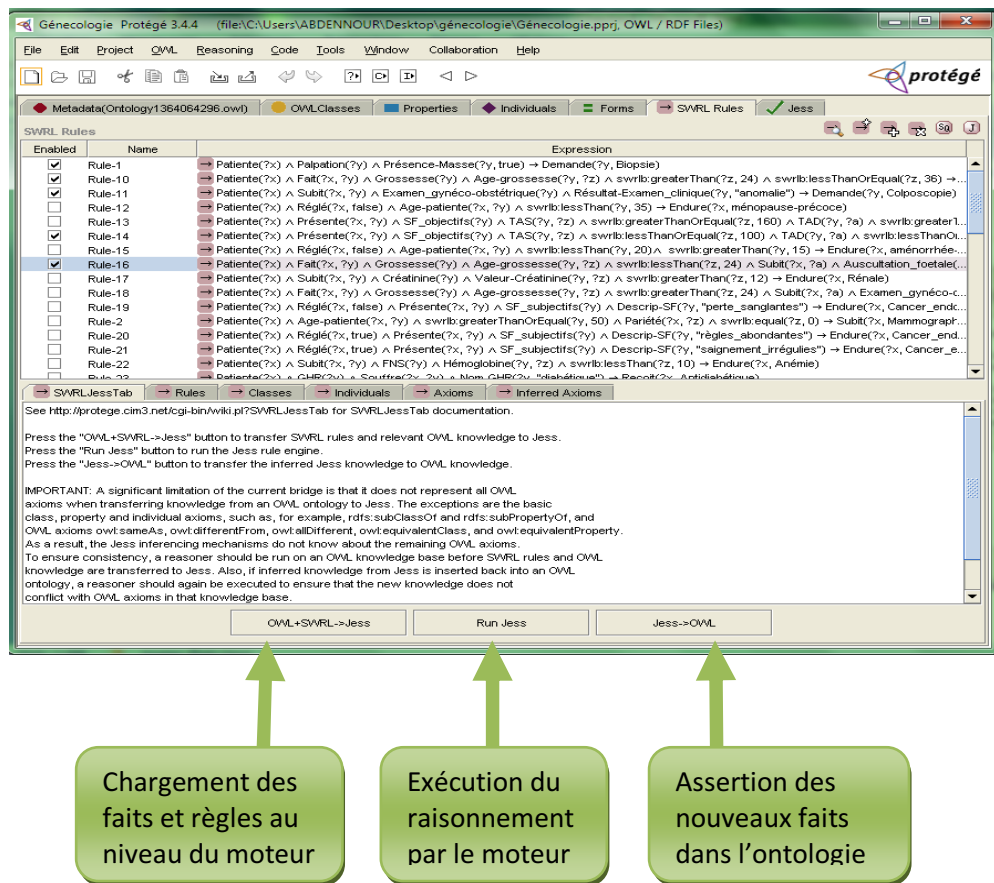 Génecologie Protégé 3.4.4 (file:\C:\Users\ABDENNOUR\Desktop\génecologie\Génecologie.pprj, OWL / RDF Files)
File Edit Project OWL Reasoning Code Tools Window Collaboration Help
protégé
Metadata(Ontology1364064296.owl) OWLClasses Properties Individuals Forms SWRL Rules Jess
SWRL Rules
Enabled Name Expression
Rule-1 Patiente(?x) ∧ Palpation(?y) ∧ Présence-Masse(?y, true) → Demande(?y, Biopsie)
Rule-10 Patiente(?x) ∧ Fait(?x, ?y) ∧ Grossesse(?y) ∧ Age-grossesse(?y, ?z) ∧ swrlb:greaterThan(?z, 24) ∧ swrlb:lessThanOrEqual(?z, 36) →...
Rule-11 Patiente(?x) ∧ Subit(?x, ?y) ∧ Examen_gynéco-obstétrique(?y) ∧ Résultat-Examen_clinique(?y, "anomalie") → Demande(?y, Colposcopie)
Rule-12 Patiente(?x) ∧ Réglé(?x, false) ∧ Age-patiente(?x, ?y) ∧ swrlb:lessThan(?y, 35) → Endure(?x, ménopause-précoce)
Rule-13 Patiente(?x) ∧ Présente(?x, ?y) ∧ SF_objectifs(?y) ∧ TAS(?y, ?z) ∧ swrlb:greaterThanOrEqual(?z, 160) ∧ TAD(?y, ?a) ∧ swrlb:greaterT...
Rule-14 Patiente(?x) ∧ Présente(?x, ?y) ∧ SF_objectifs(?y) ∧ TAS(?y, ?z) ∧ swrlb:lessThanOrEqual(?z, 100) ∧ TAD(?y, ?a) ∧ swrlb:lessThanOr...
Rule-15 Patiente(?x) ∧ Réglé(?x, false) ∧ Age-patiente(?x, ?y) ∧ swrlb:lessThan(?y, 20) ∧ swrlb:greaterThan(?y, 15) → Endure(?x, aménorrhée-...
Rule-16 Patiente(?x) ∧ Fait(?x, ?y) ∧ Grossesse(?y) ∧ Age-grossesse(?y, ?z) ∧ swrlb:lessThan(?z, 24) ∧ Subit(?x, ?a) ∧ Auscultation_foetale(...
Rule-17 Patiente(?x) ∧ Subit(?x, ?y) ∧ Créatinine(?y) ∧ Valeur-Créatinine(?y, ?z) ∧ swrlb:greaterThan(?z, 12) → Endure(?x, Rénale)
Rule-18 Patiente(?x) ∧ Fait(?x, ?y) ∧ Grossesse(?y) ∧ Age-grossesse(?y, ?z) ∧ swrlb:greaterThan(?z, 24) ∧ Subit(?x, ?a) ∧ Examen_gynéco-o...
Rule-19 Patiente(?x) ∧ Réglé(?x, false) ∧ Présente(?x, ?y) ∧ SF_subjectifs(?y) ∧ Descrip-SF(?y, "perte_sanglantes") → Endure(?x, Cancer_endo...
Rule-2 Patiente(?x) ∧ Age-patiente(?x, ?y) ∧ swrlb:greaterThanOrEqual(?y, 50) ∧ Pariété(?x, ?z) ∧ swrlb:equal(?z, 0) → Subit(?x, Mammograph...
Rule-20 Patiente(?x) ∧ Réglé(?x, true) ∧ Présente(?x, ?y) ∧ SF_subjectifs(?y) ∧ Descrip-SF(?y, "règles_abondantes") → Endure(?x, Cancer_end...
Rule-21 Patiente(?x) ∧ Réglé(?x, true) ∧ Présente(?x, ?y) ∧ SF_subjectifs(?y) ∧ Descrip-SF(?y, "saignement_irrégulies") → Endure(?x, Cancer_e...
Rule-22 Patiente(?x) ∧ Subit(?x, ?y) ∧ FNS(?y) ∧ Hémoglobine(?y, ?z) ∧ swrlb:lessThan(?z, 10) → Endure(?x, Anémie)
Rule-23 Patiente(?x) ∧ GHR(?y) ∧ Souffre(?x, ?y) ∧ Nom-GHR(?y, "diabétique") → Reçoit(?x, Antidiabétique)
SWRLJessTab Rules Classes Individuals Axioms Inferred Axioms
See http://protege.cim3.net/cgi-bin/wiki.pl?SWRLJessTab for SWRLJessTab documentation.
Press the "OWL+SWRL->Jess" button to transfer SWRL rules and relevant OWL knowledge to Jess.
Press the "Run Jess" button to run the Jess rule engine.
Press the "Jess->OWL" button to transfer the inferred Jess knowledge to OWL knowledge.
IMPORTANT: A significant limitation of the current bridge is that it does not represent all OWL
axioms when transferring knowledge from an OWL ontology to Jess. The exceptions are the basic
class, property and individual axioms, such as, for example, rdfs:subClassOf and rdfs:subPropertyOf, and
OWL axioms owl:sameAs, owl:differentFrom, owl:allDifferent, owl:equivalentClass, and owl:equivalentProperty.
As a result, the Jess inferencing mechanisms do not know about the remaining OWL axioms.
To ensure consistency, a reasoner should be run on an OWL knowledge base before SWRL rules and OWL
knowledge are transferred to Jess. Also, if inferred knowledge from Jess is inserted back into an OWL
ontology, a reasoner should again be executed to ensure that the new knowledge does not
conflict with OWL axioms in that knowledge base.
OWL+SWRL->Jess Run Jess Jess->OWL
Chargement des
faits et règles au
niveau du moteur
Exécution du
raisonnement
par le moteur
Assertion des
nouveaux faits
dans l'ontologie